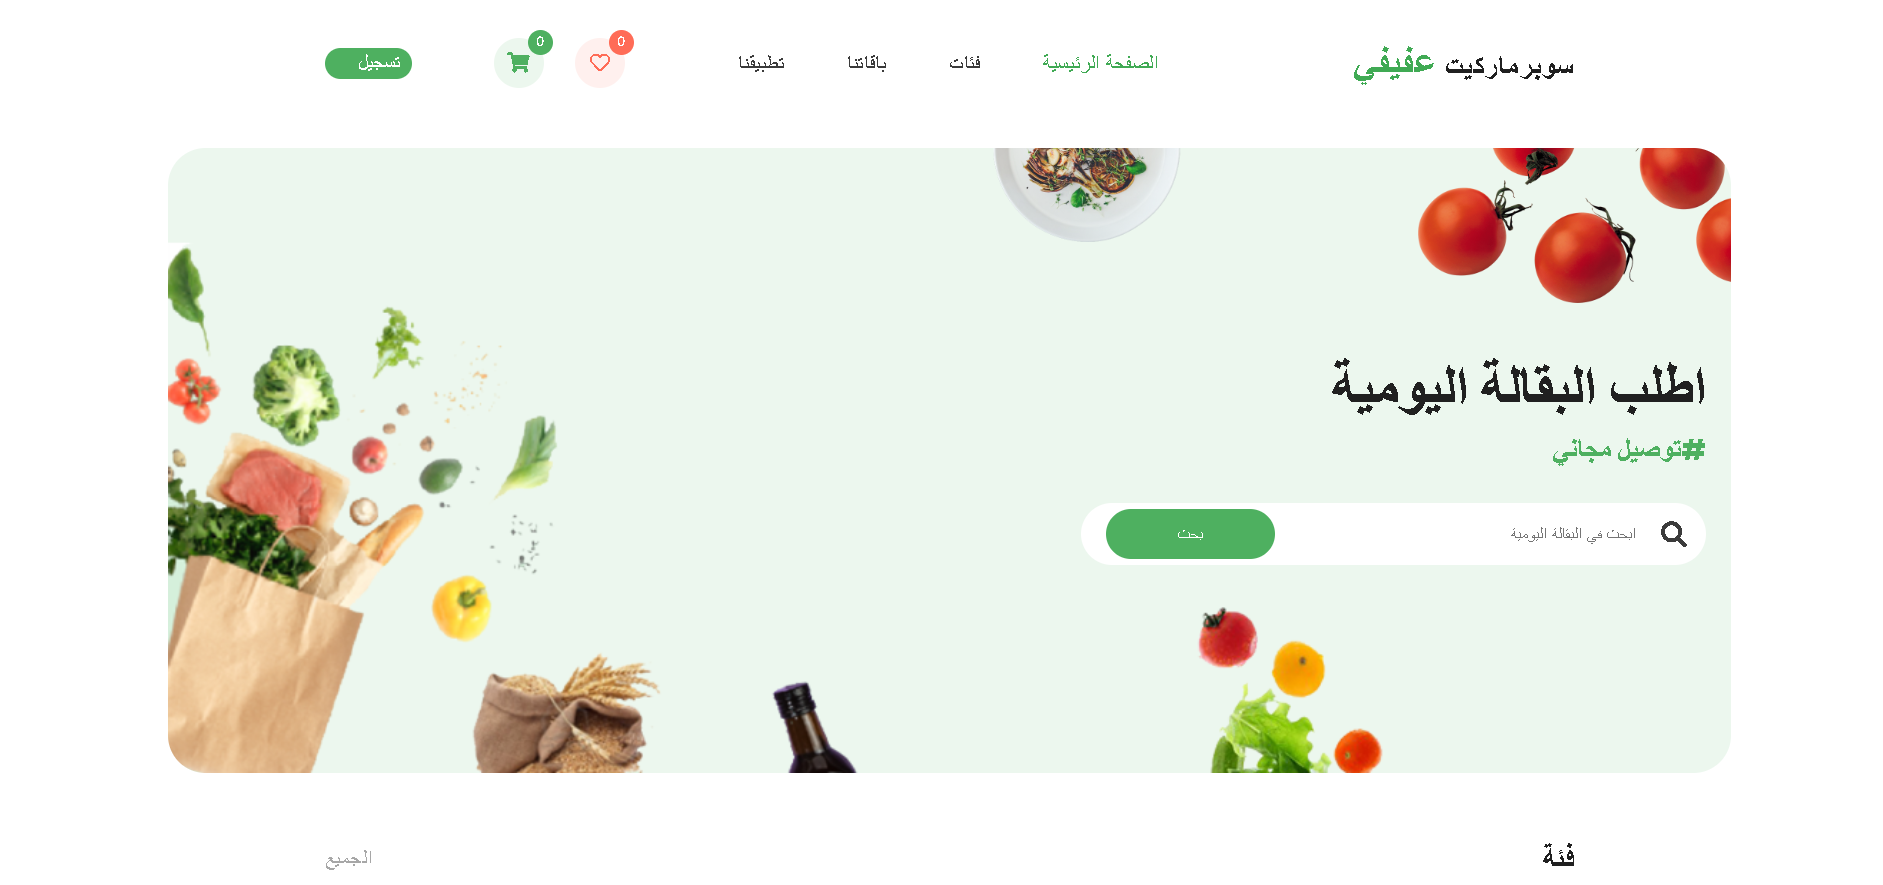 سوبرماركيت عفيفي
الصفحة الرئيسية
فئات
باقاتنا
تطبيقنا
0
0
تسجيل
اطلب البقالة اليومية
#توصيل مجاني
ابحث في البقالة اليومية
بحث
فئة
الجميع